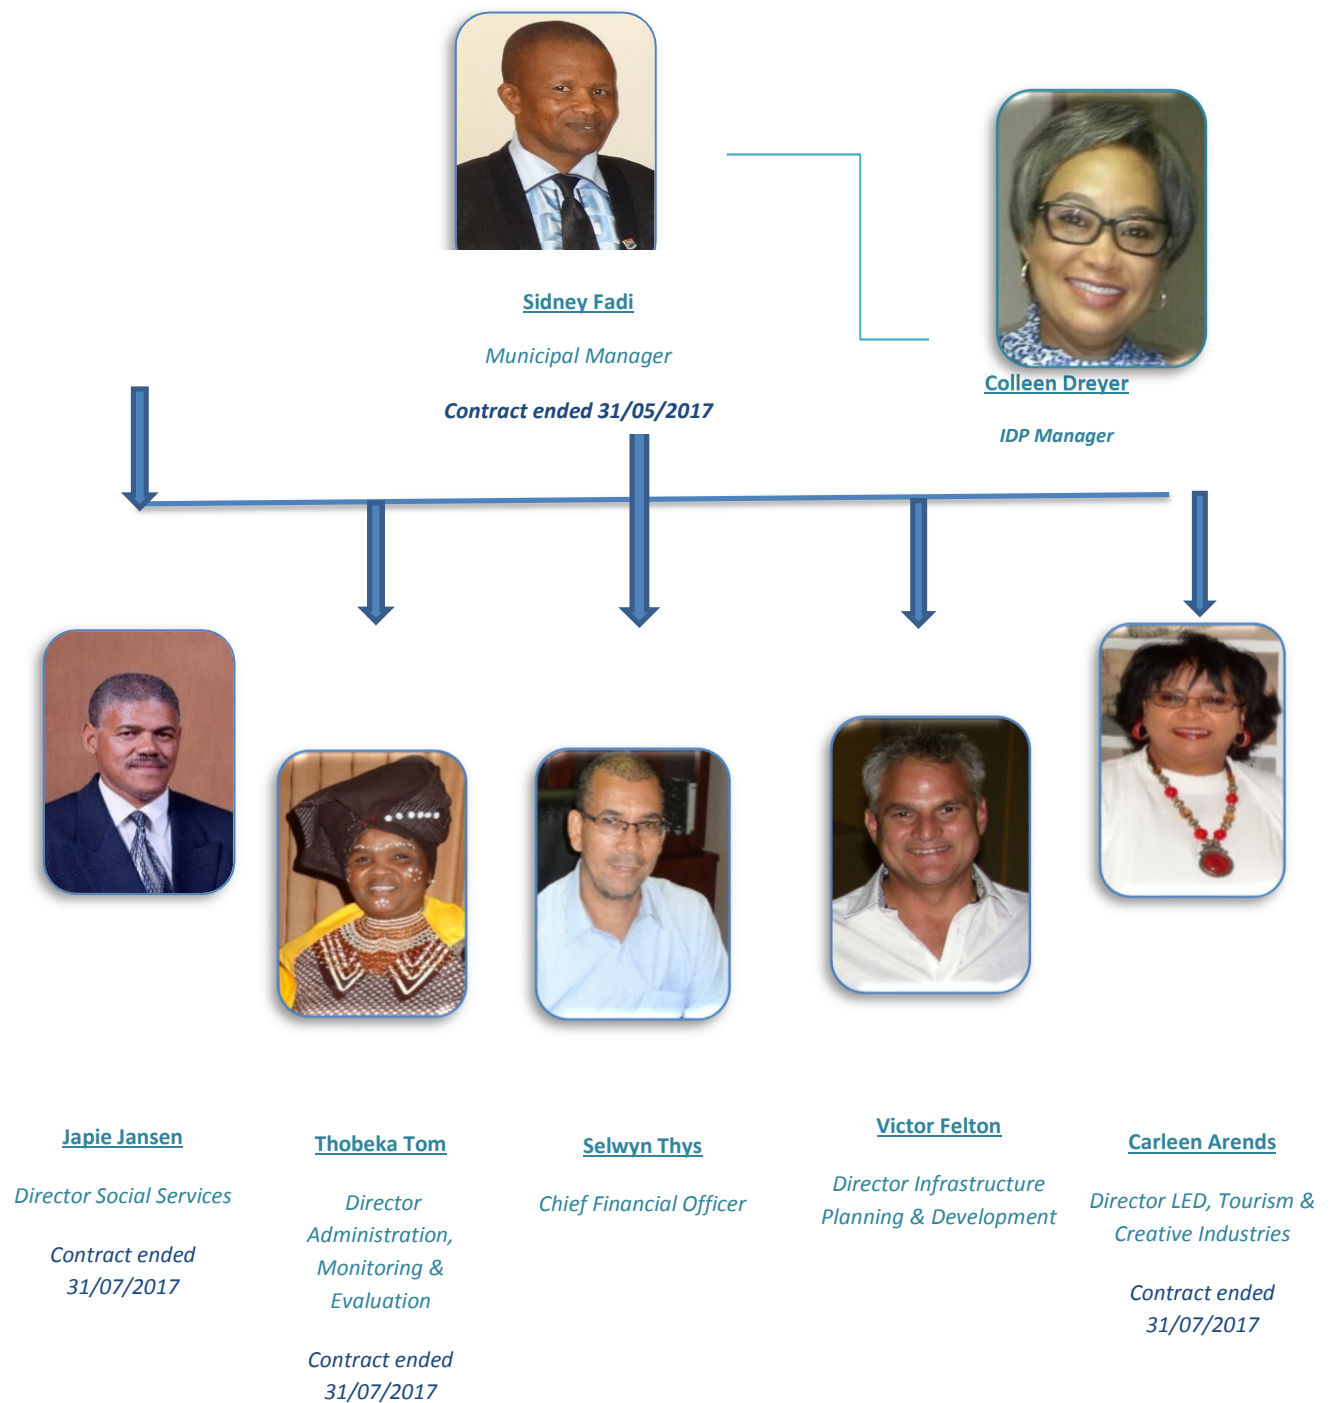 Sidney Fadi
Municipal Manager
Contract ended 31/05/2017
Colleen Dreyer
IDP Manager
Japie Jansen
Director Social Services
Contract ended
31/07/2017
Thobeka Tom
Director
Administration,
Monitoring &
Evaluation
Contract ended
31/07/2017
Selwyn Thys
Chief Financial Officer
Victor Felton
Director Infrastructure
Planning & Development
Carleen Arends
Director LED, Tourism &
Creative Industries
Contract ended
31/07/2017